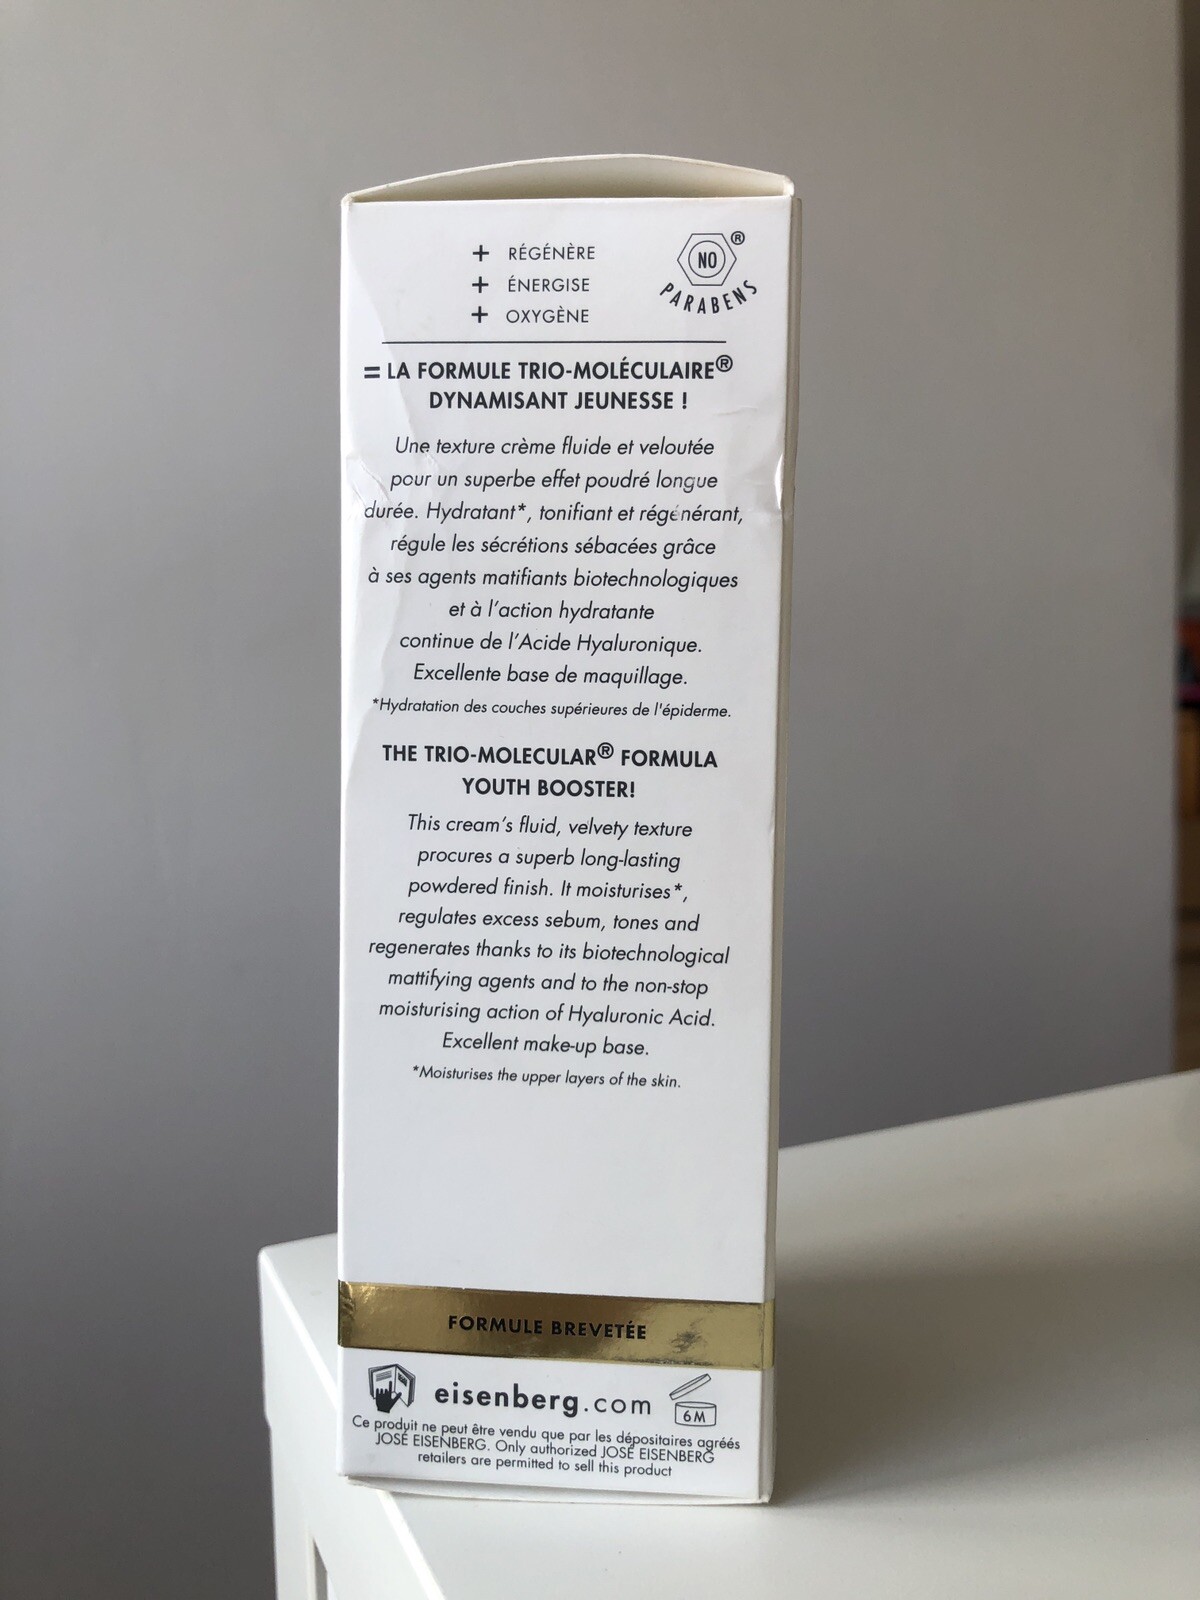 + RÉGÉNÈRE
+ ÉNERGISE
+ OXYGÈNE
NO ®
PARABENS
= LA FORMULE TRIO-MOLÉCULAIRE®
DYNAMISANT JEUNESSE !
Une texture crème fluide et veloutée
pour un superbe effet poudré longue
durée. Hydratant*, tonifiant et régénérant,
régule les sécrétions sébacées grâce
à ses agents matifiants biotechnologiques
et à l'action hydratante
continue de l'Acide Hyaluronique.
Excellente base de maquillage.
*Hydratation des couches supérieures de l'épiderme.
THE TRIO-MOLECULAR® FORMULA
YOUTH BOOSTER!
This cream's fluid, velvety texture
procures a superb long-lasting
powdered finish. It moisturises*,
regulates excess sebum, tones and
regenerates thanks to its biotechnological
mattifying agents and to the non-stop
moisturising action of Hyaluronic Acid.
Excellent make-up base.
*Moisturises the upper layers of the skin.
FORMULE BREVETÉE
eisenberg.com
6M
Ce produit ne peut être vendu que par les dépositaires agréés
JOSÉ EISENBERG. Only authorized JOSÉ EISENBERG
retailers are permitted to sell this product